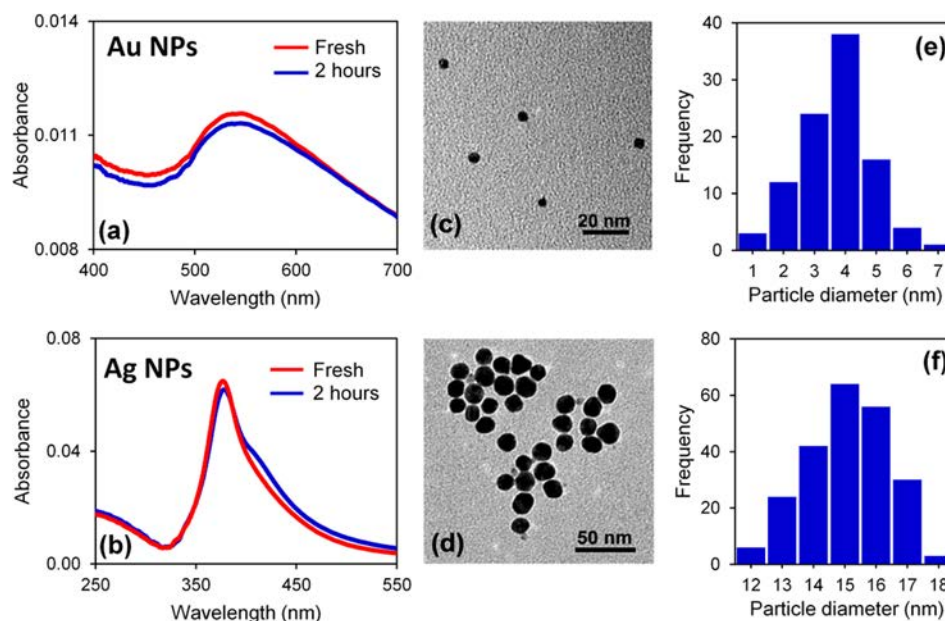 Au NPs
Fresh
2 hours
0.014
0.011
0.008
Absorbance
(a)
400
500
600
700
Wavelength (nm)
(c)
20 nm
(e)
40
30
20
10
0
Frequency
1
2
3
4
5
6
7
Particle diameter (nm)
Ag NPs
Fresh
2 hours
0.08
0.04
0.00
Absorbance
(b)
250
350
450
550
Wavelength (nm)
(d)
50 nm
(f)
80
60
40
20
0
Frequency
12
13
14
15
16
17
18
Particle diameter (nm)